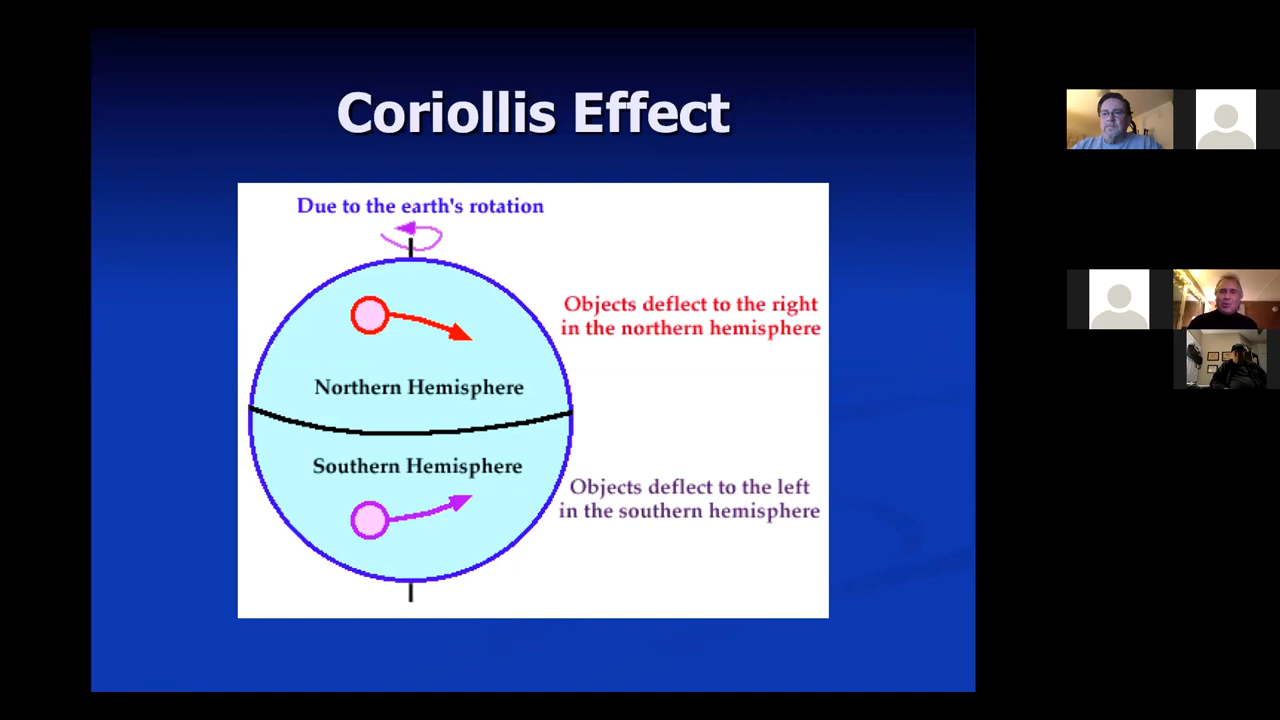 Coriollis Effect
Due to the earth's rotation
Objects deflect to the right
in the northern hemisphere
Northern Hemisphere
Southern Hemisphere
Objects deflect to the left
in the southern hemisphere